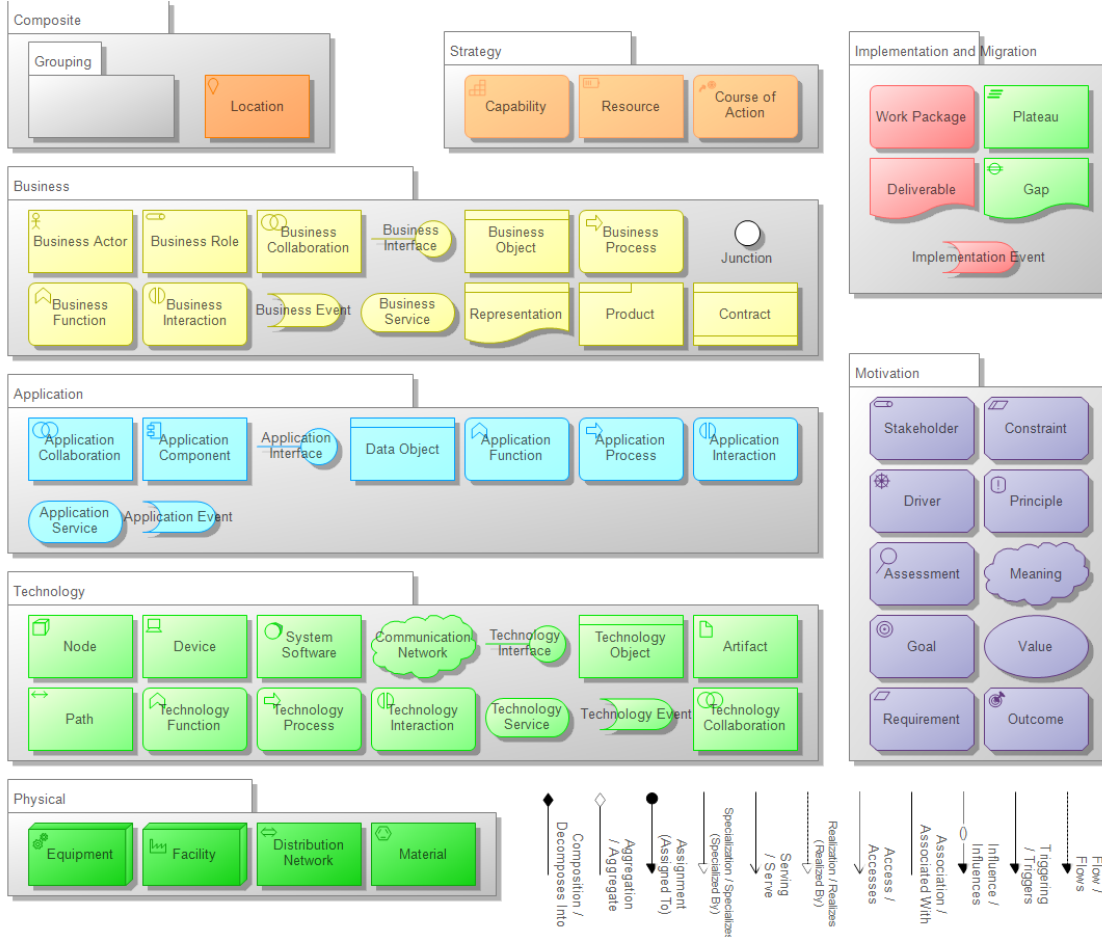 Composite
Grouping
Location
Strategy
Capability
Resource
Course of
Action
Implementation and Migration
Work Package
Plateau
Deliverable
Gap
Implementation Event
Business
Business Actor
Business Role
Business
Collaboration
Business
Interface
Business
Object
Business
Process
Junction
Business
Function
Business
Interaction
Business Event
Business
Service
Representation
Product
Contract
Application
Application
Collaboration
Application
Component
Application
Interface
Data Object
Application
Function
Application
Process
Application
Interaction
Application
Service
Application Event
Motivation
Stakeholder
Constraint
Driver
Principle
Assessment
Meaning
Goal
Value
Requirement
Outcome
Technology
Node
Device
System
Software
Communication
Network
Technology
Interface
Technology
Object
Artifact
Path
Technology
Function
Technology
Process
Technology
Interaction
Technology
Service
Technology Event
Technology
Collaboration
Physical
Equipment
Facility
Distribution
Network
Material
Composition /
Decomposes Into
Aggregation
/ Aggregate
Assignment
(Assigned To)
Specialization / Specializes
(Specialized By)
Serving
/ Serve
Realization / Realizes
(Realized By)
Access /
Accesses
Association /
Associated With
Influence /
Influences
Triggering
/ Triggers
Flow /
Flows